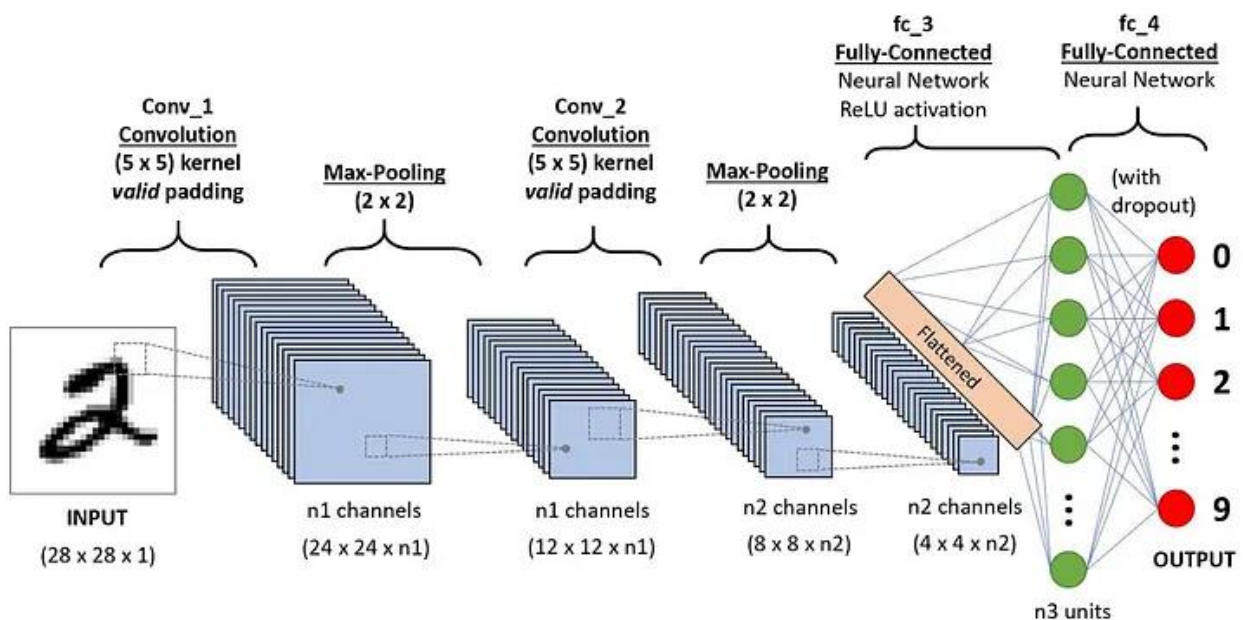 Conv_1
Convolution
(5 x 5) kernel
valid padding
Max-Pooling
(2 x 2)
Conv_2
Convolution
(5 x 5) kernel
valid padding
Max-Pooling
(2 x 2)
fc_3
Fully-Connected
Neural Network
ReLU activation
fc_4
Fully-Connected
Neural Network
(with
dropout)
Flattened
0
1
2
9
OUTPUT
INPUT
(28 x 28 x 1)
n1 channels
(24 x 24 x n1)
n1 channels
(12 x 12 x n1)
n2 channels
(8 x 8 x n2)
n2 channels
(4 x 4 x n2)
n3 units